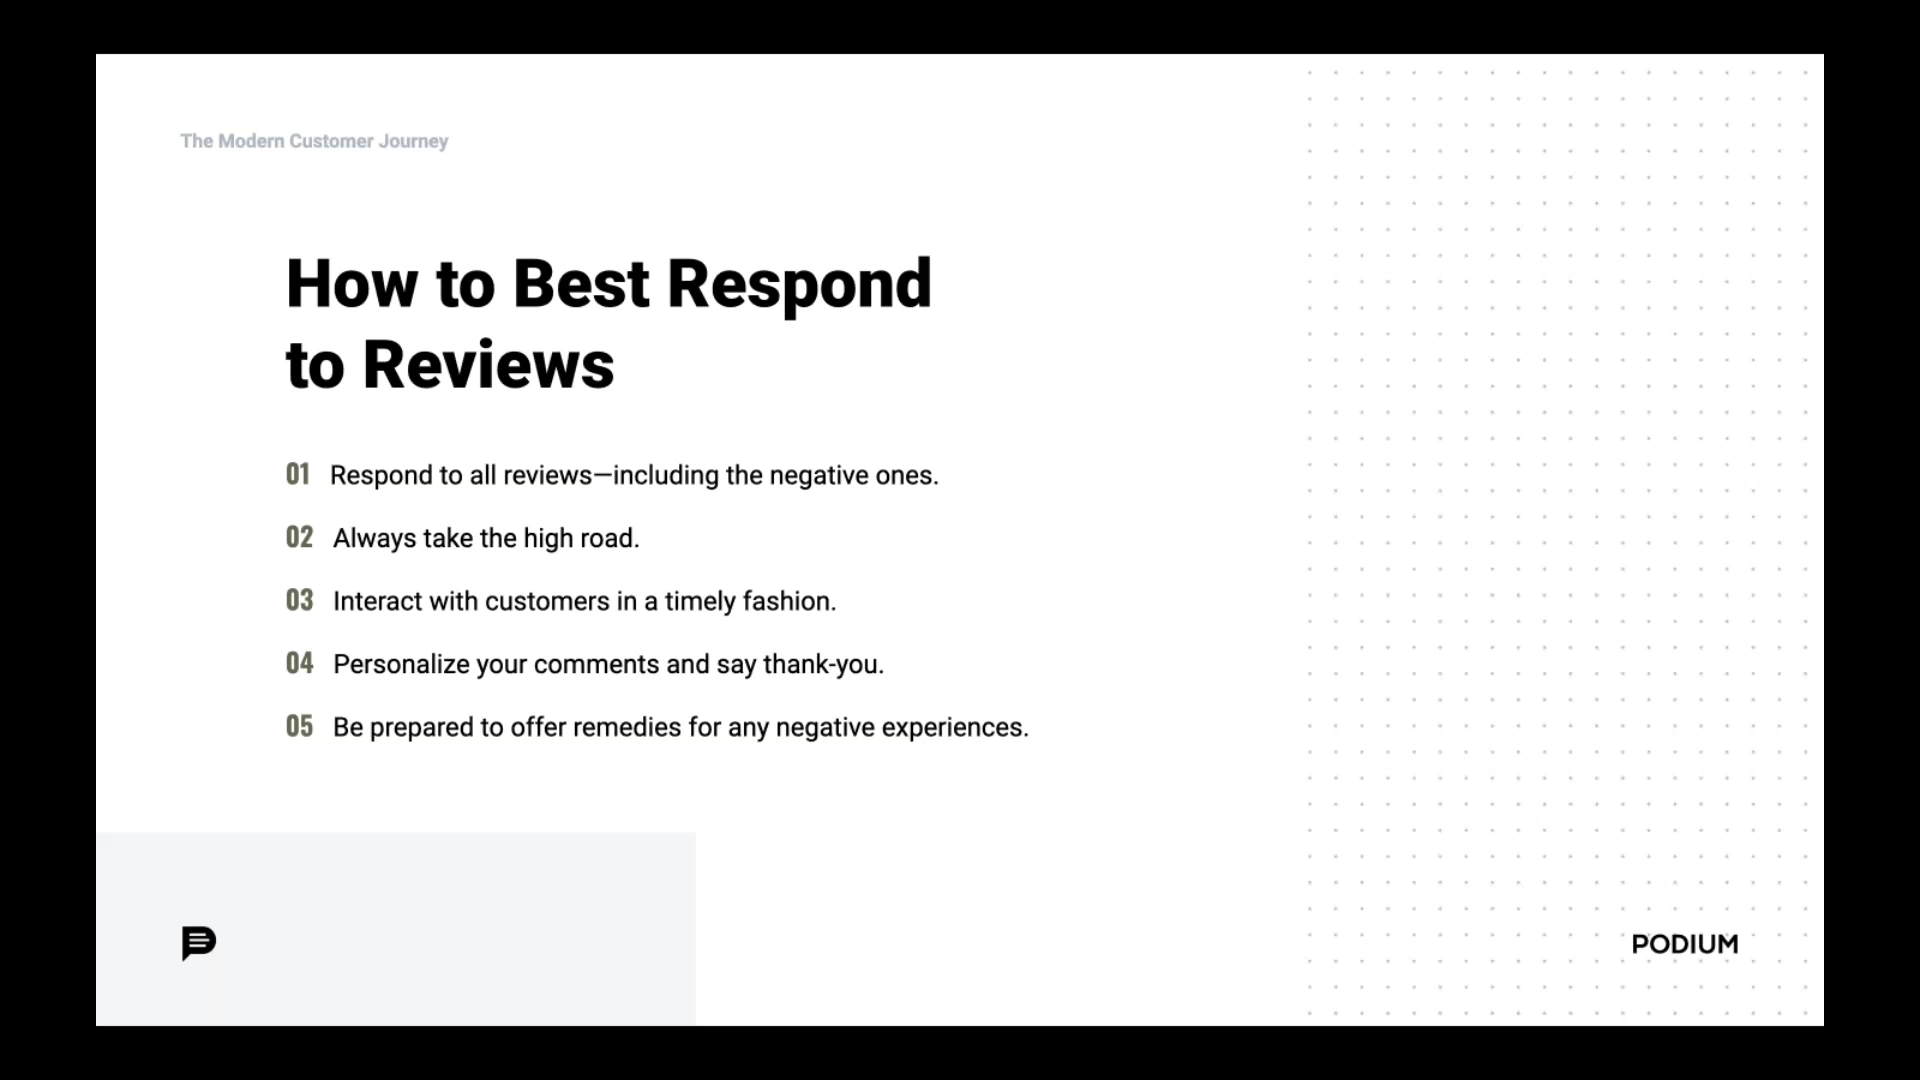 The Modern Customer Journey
How to Best Respond
to Reviews
01 Respond to all reviews—including the negative ones.
02 Always take the high road.
03 Interact with customers in a timely fashion.
04 Personalize your comments and say thank-you.
05 Be prepared to offer remedies for any negative experiences.
PODIUM